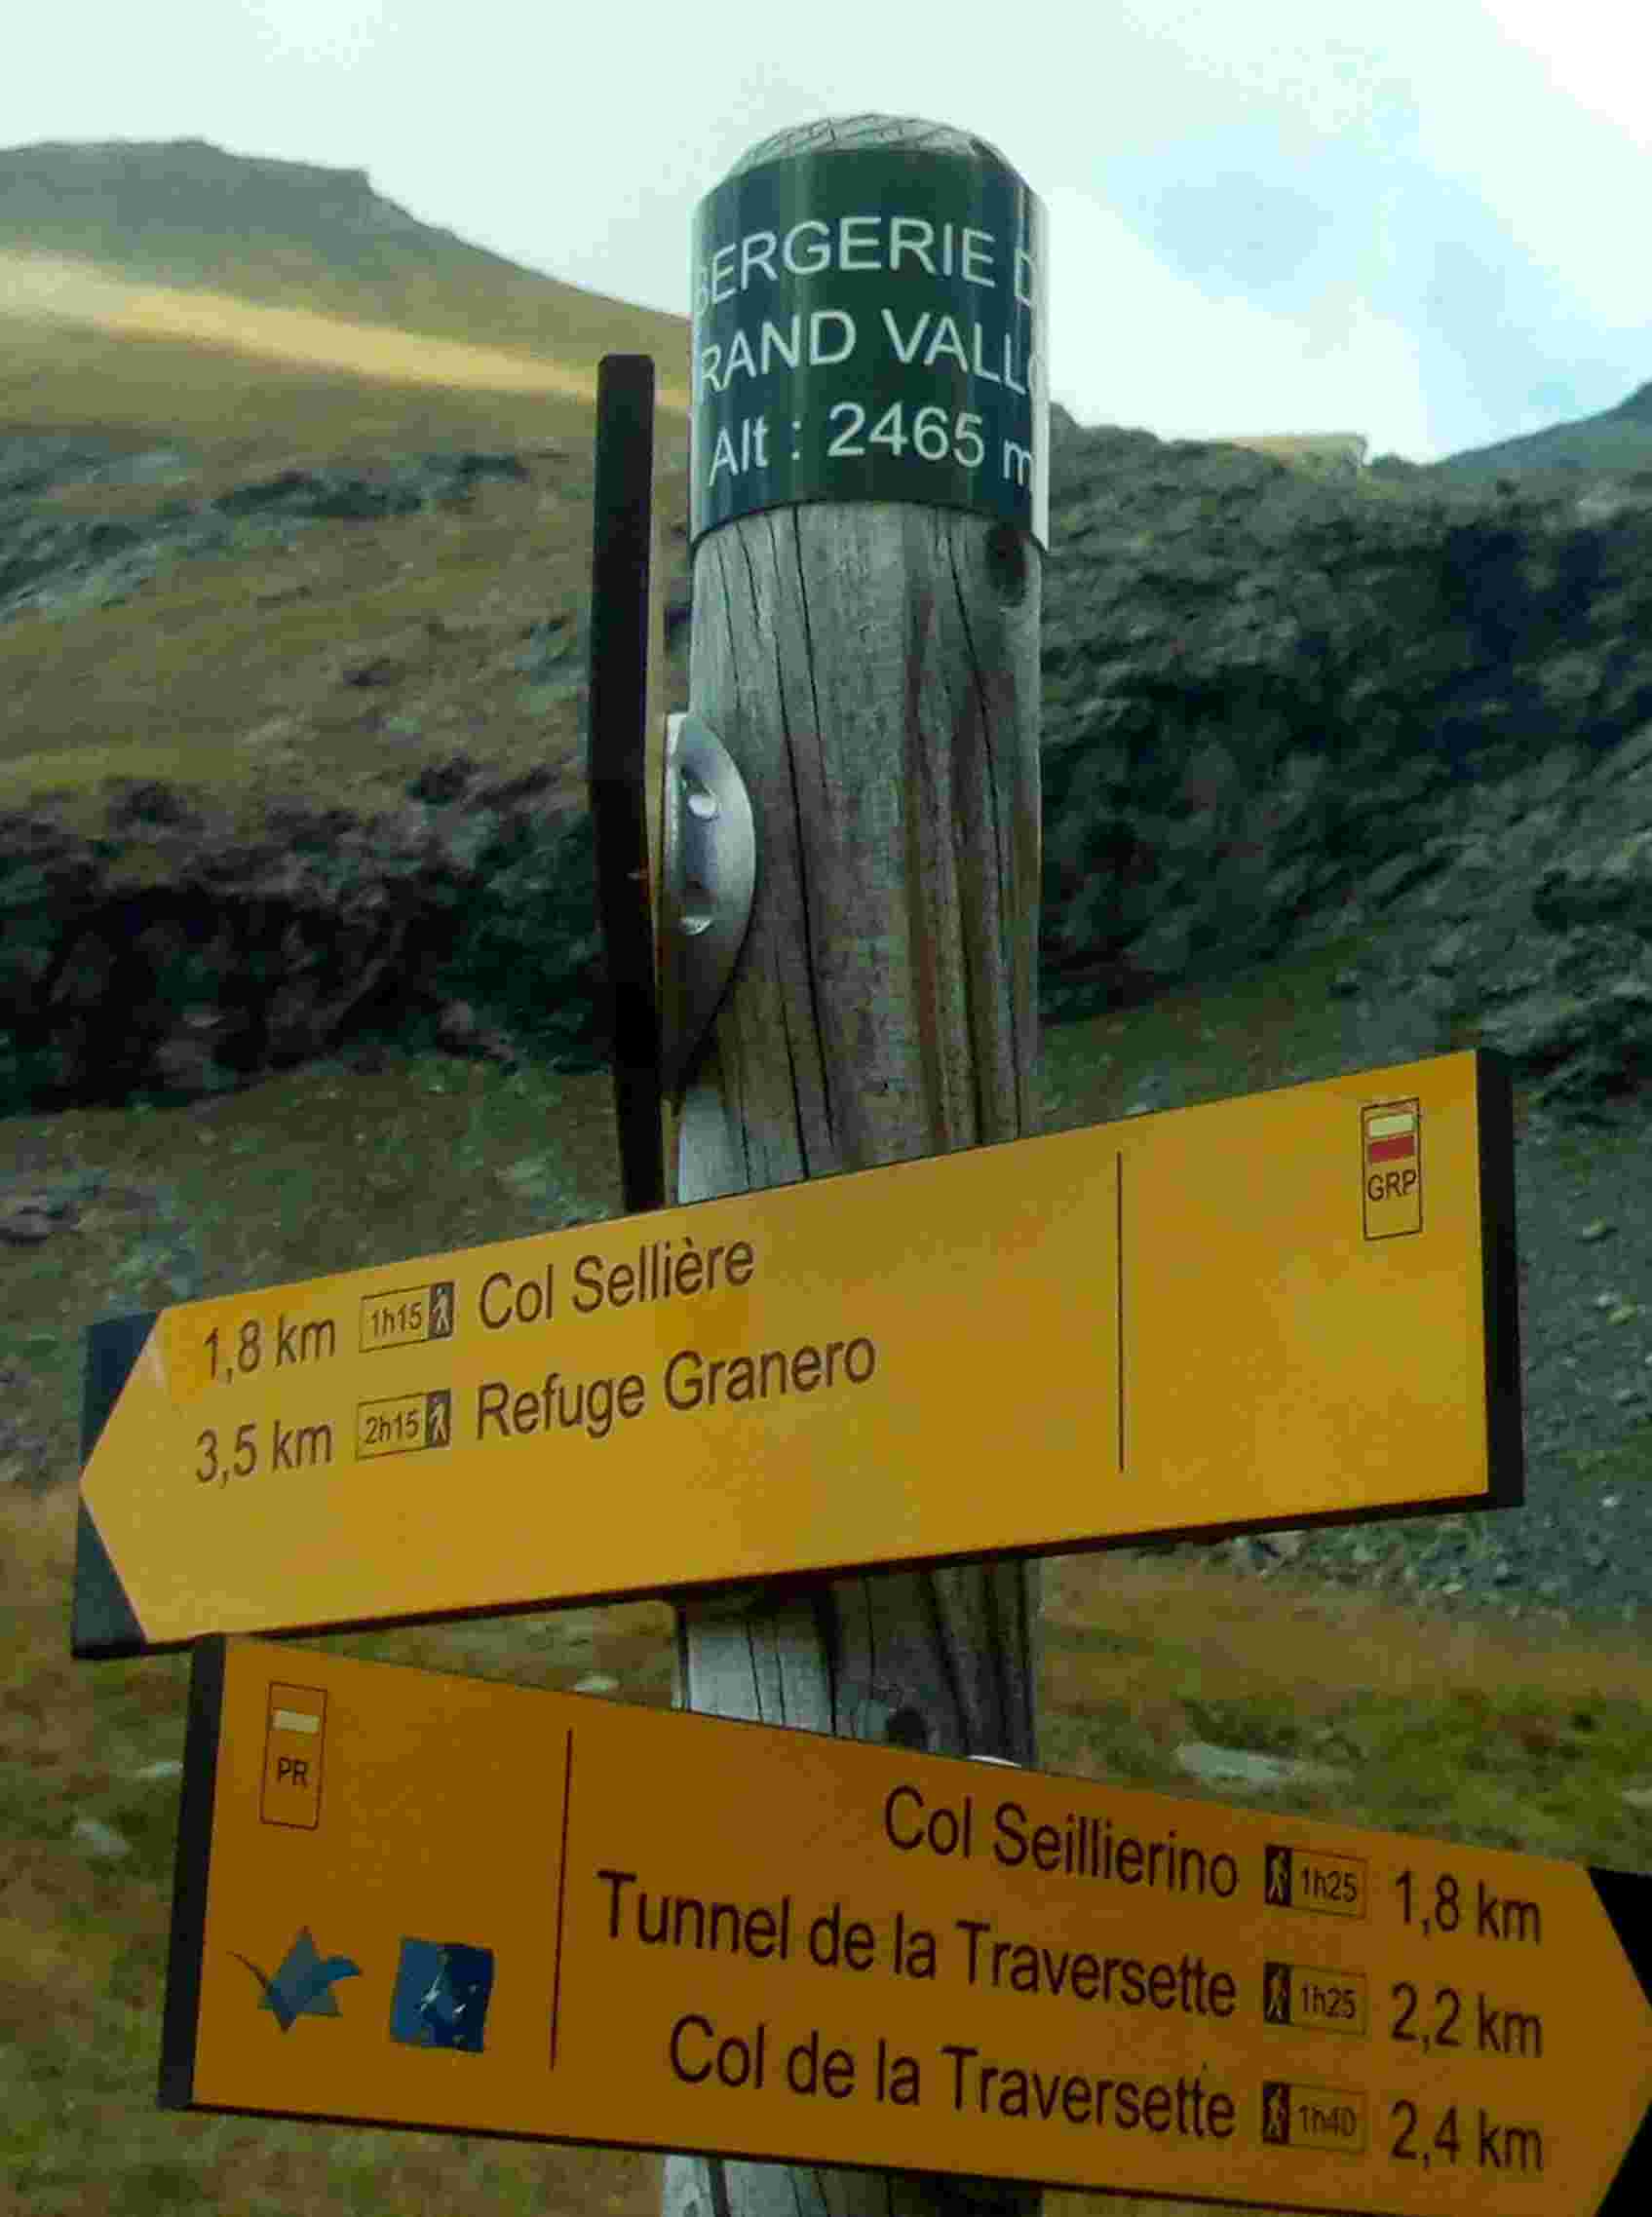 BERGERIE D
RAND VALLO
Alt : 2465 m
GRP
1,8 km 1h15 Col Sellière
3,5 km 2h15 Refuge Granero
PR
Col Seillierino 1h25 1,8 km
Tunnel de la Traversette 1h25 2,2 km
Col de la Traversette 1h40 2,4 km